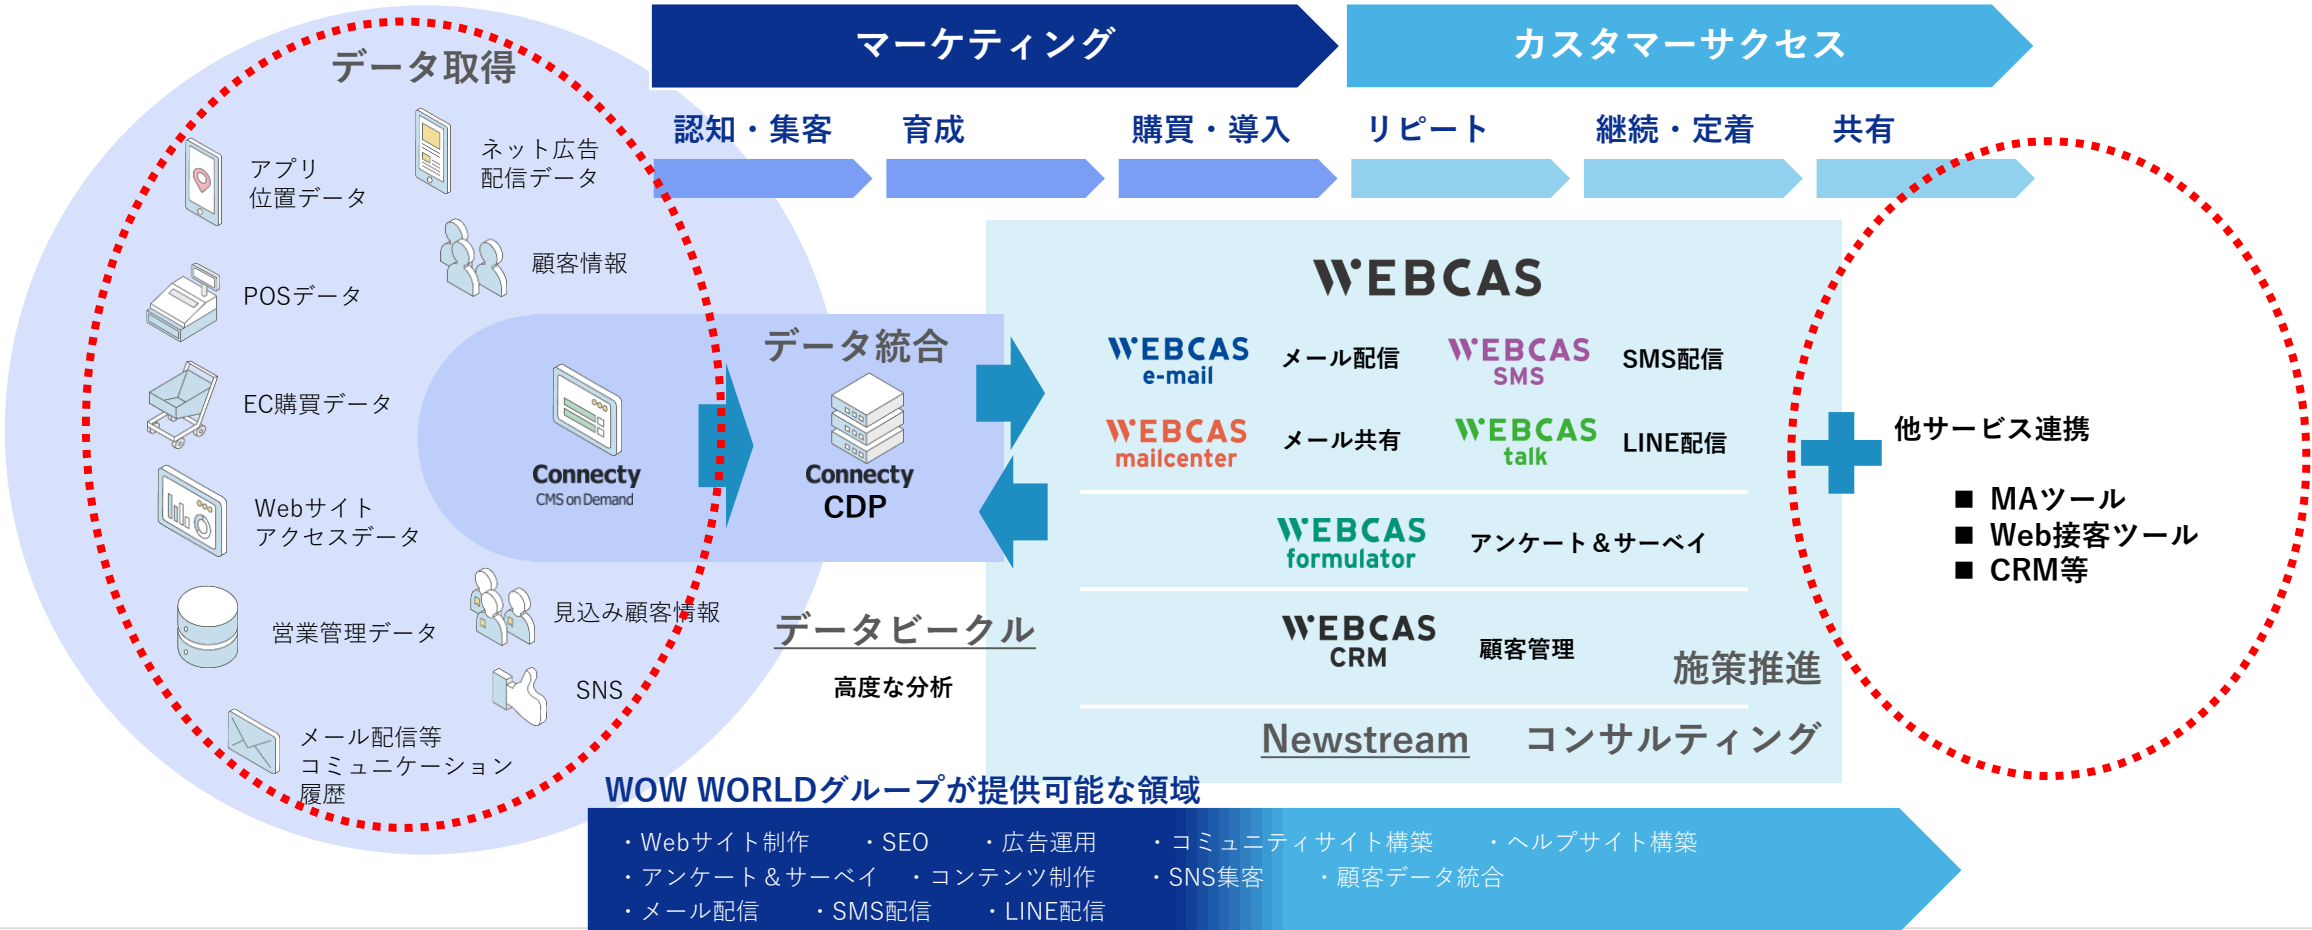 マーケティング
カスタマーサクセス
データ取得
認知・集客
育成
購買・導入
リピート
継続・定着
共有
アプリ
位置データ
ネット広告
配信データ
顧客情報
POSデータ
EC購買データ
Webサイト
アクセスデータ
営業管理データ
見込み顧客情報
SNS
メール配信等
コミュニケーション
履歴
Connecty
CMS on Demand
データ統合
Connecty
CDP
データビークル
高度な分析
WEBCAS
WEBCAS
e-mail
メール配信
WEBCAS
SMS
SMS配信
WEBCAS
mailcenter
メール共有
WEBCAS
talk
LINE配信
WEBCAS
formulator
アンケート＆サーベイ
WEBCAS
CRM
顧客管理
施策推進
Newstream
コンサルティング
他サービス連携
■ MAツール
■ Web接客ツール
■ CRM等
WOW WORLDグループが提供可能な領域
・Webサイト制作 ・SEO ・広告運用 ・コミュニティサイト構築 ・ヘルプサイト構築
・アンケート＆サーベイ ・コンテンツ制作 ・SNS集客 ・顧客データ統合
・メール配信 ・SMS配信 ・LINE配信